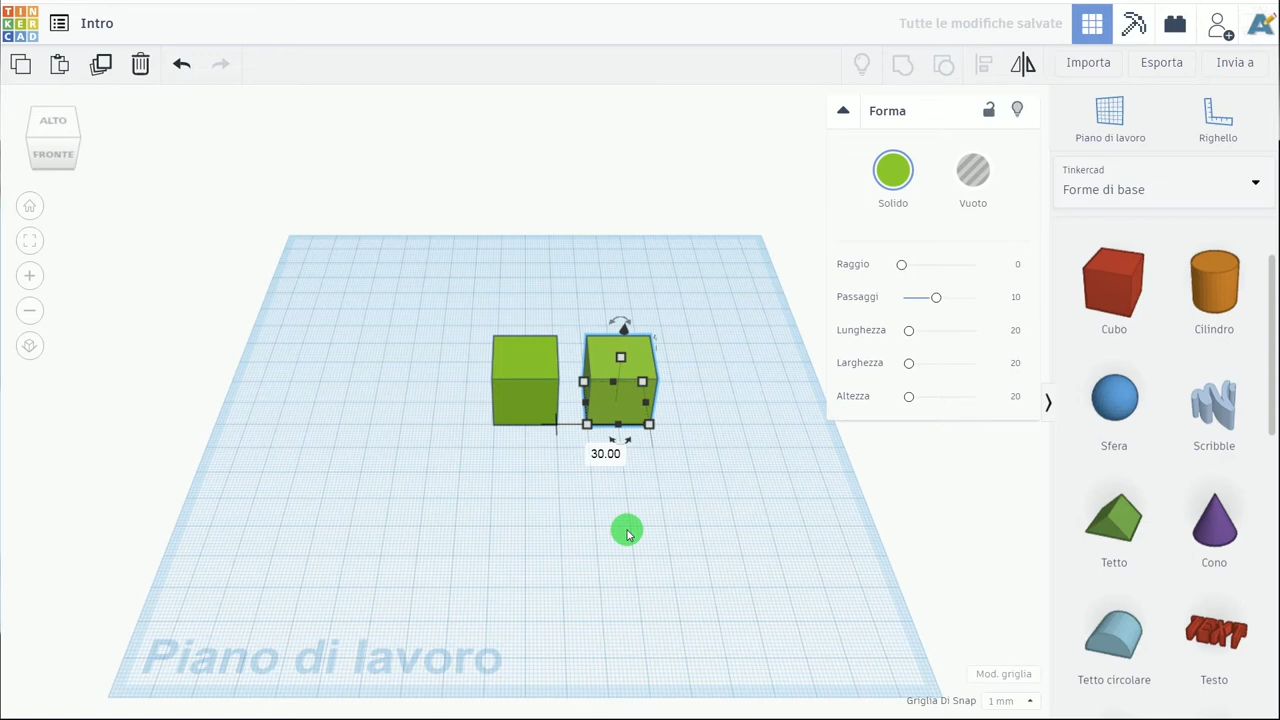 TIN
KER
CAD
Intro
Tutte le modifiche salvate
Importa
Esporta
Invia a
ALTO
FRONTE
Forma
Solido
Vuoto
Raggio 0
Passaggi 10
Lunghezza 20
Larghezza 20
Altezza 20
30.00
Piano di lavoro
Mod. griglia
Griglia Di Snap 1 mm
Piano di lavoro
Righello
Tinkercad
Forme di base
Cubo
Cilindro
Sfera
Scribble
Tetto
Cono
TEXT
Tetto circolare
Testo